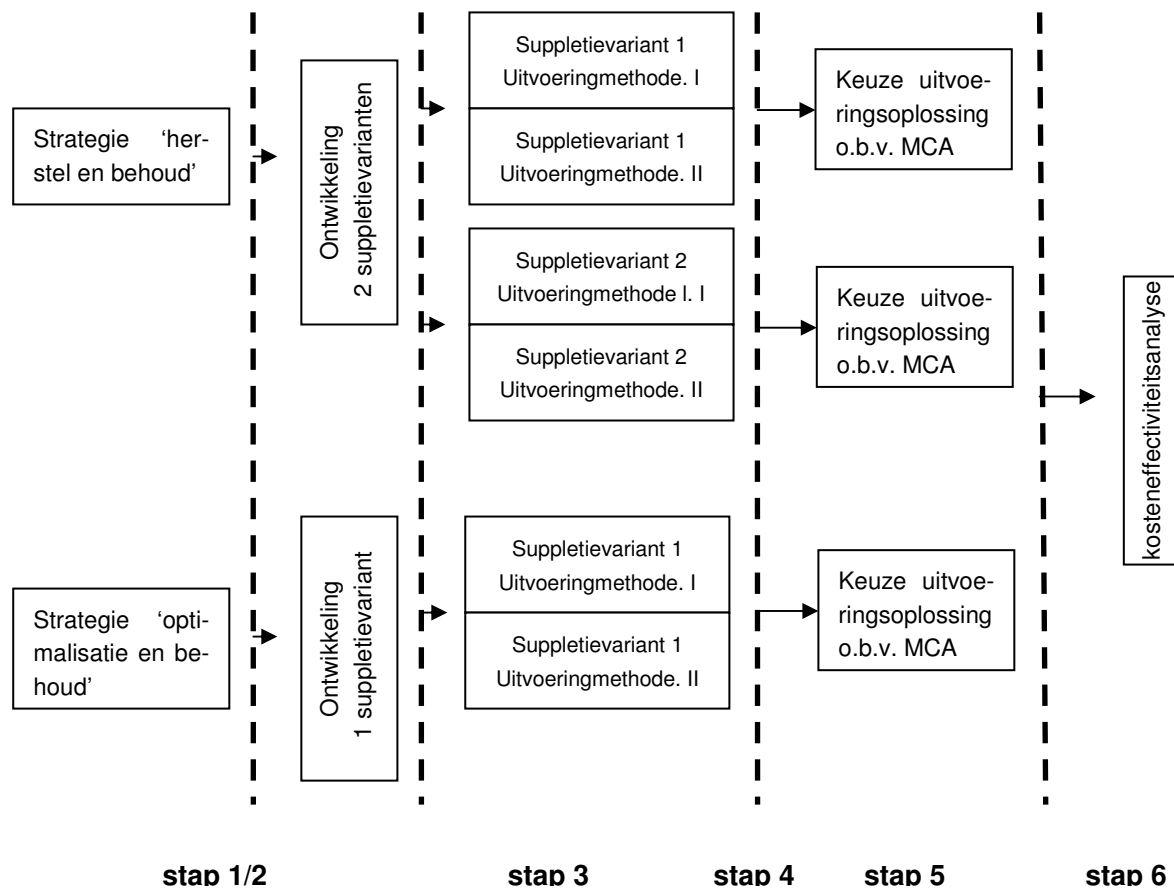 Strategie ‘her-
stel en behoud’
Ontwikkeling
2 suppletievarianten
Suppletievariant 1
Uitvoeringmethode. I
Suppletievariant 1
Uitvoeringmethode. II
Suppletievariant 2
Uitvoeringmethode I. I
Suppletievariant 2
Uitvoeringmethode. II
Keuze uitvoe-
ringsoplossing
o.b.v. MCA
Keuze uitvoe-
ringsoplossing
o.b.v. MCA
kosteneffectiviteitsanalyse
Strategie ‘opti-
malisatie en be-
houd’
Ontwikkeling
1 suppletievariant
Suppletievariant 1
Uitvoeringmethode. I
Suppletievariant 1
Uitvoeringmethode. II
Keuze uitvoe-
ringsoplossing
o.b.v. MCA
stap 1/2 stap 3 stap 4 stap 5 stap 6